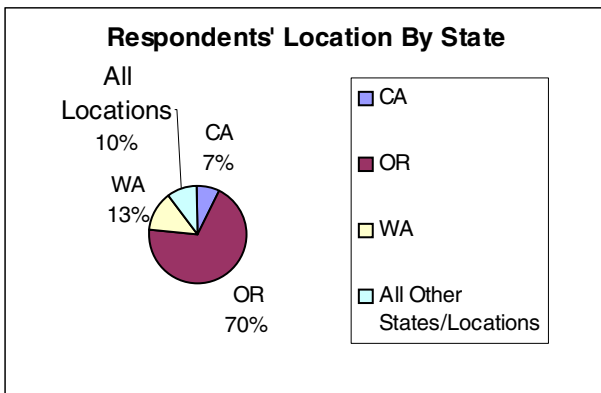 Respondents' Location By State
All
Locations
10%
CA
7%
WA
13%
OR
70%
CA
OR
WA
All Other
States/Locations